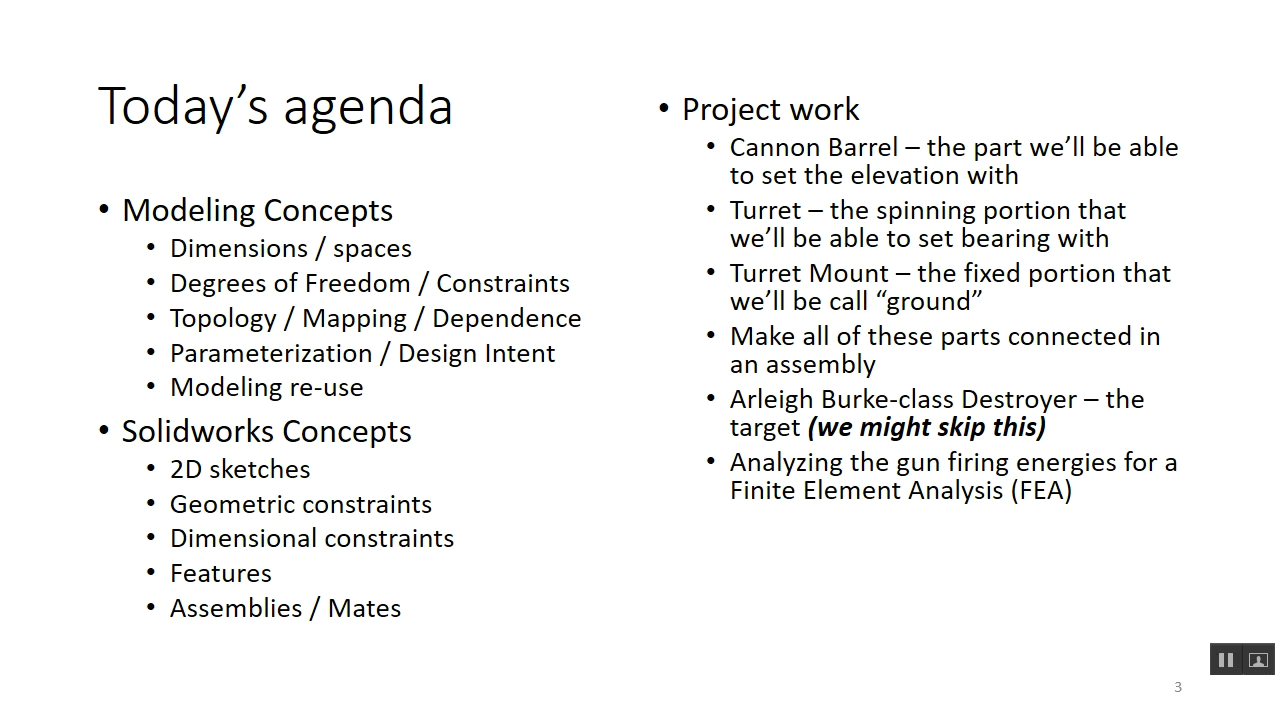 Today’s agenda
• Modeling Concepts
• Dimensions / spaces
• Degrees of Freedom / Constraints
• Topology / Mapping / Dependence
• Parameterization / Design Intent
• Modeling re-use
• Solidworks Concepts
• 2D sketches
• Geometric constraints
• Dimensional constraints
• Features
• Assemblies / Mates
• Project work
• Cannon Barrel – the part we’ll be able
to set the elevation with
• Turret – the spinning portion that
we’ll be able to set bearing with
• Turret Mount – the fixed portion that
we’ll be call “ground”
• Make all of these parts connected in
an assembly
• Arleigh Burke-class Destroyer – the
target (we might skip this)
• Analyzing the gun firing energies for a
Finite Element Analysis (FEA)
3